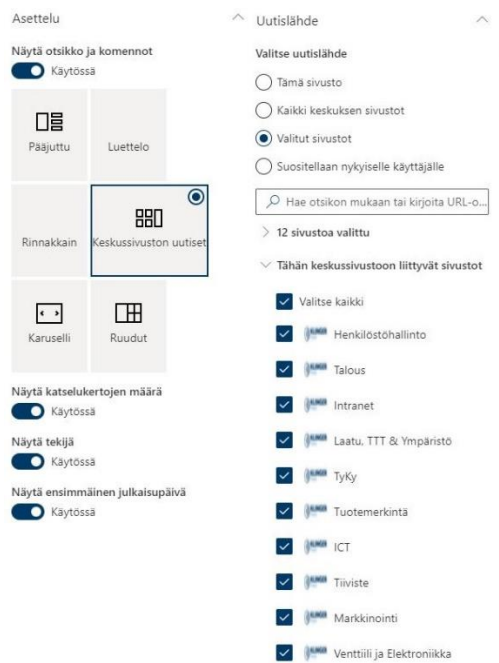 Asettelu
Näytä otsikko ja komennot
Käytössä
Pääjuttu
Luettelo
Rinnakkain
Keskussivuston uutiset
Karuselli
Ruudut
Näytä katselukertojen määrä
Käytössä
Näytä tekijä
Käytössä
Näytä ensimmäinen julkaisupäivä
Käytössä
Uutislähde
Valitse uutislähde
Tämä sivusto
Kaikki keskuksen sivustot
Valitut sivustot
Suositellaan nykyiselle käyttäjälle
Hae otsikon mukaan tai kirjoita URL-o...
12 sivustoa valittu
Tähän keskussivustoon liittyvät sivustot
Valitse kaikki
Henkilöstöhallinto
Talous
Intranet
Laatu, TTT & Ympäristö
TyKy
Tuotemerkintä
ICT
Tiiviste
Markkinointi
Venttiili ja Elektroniikka